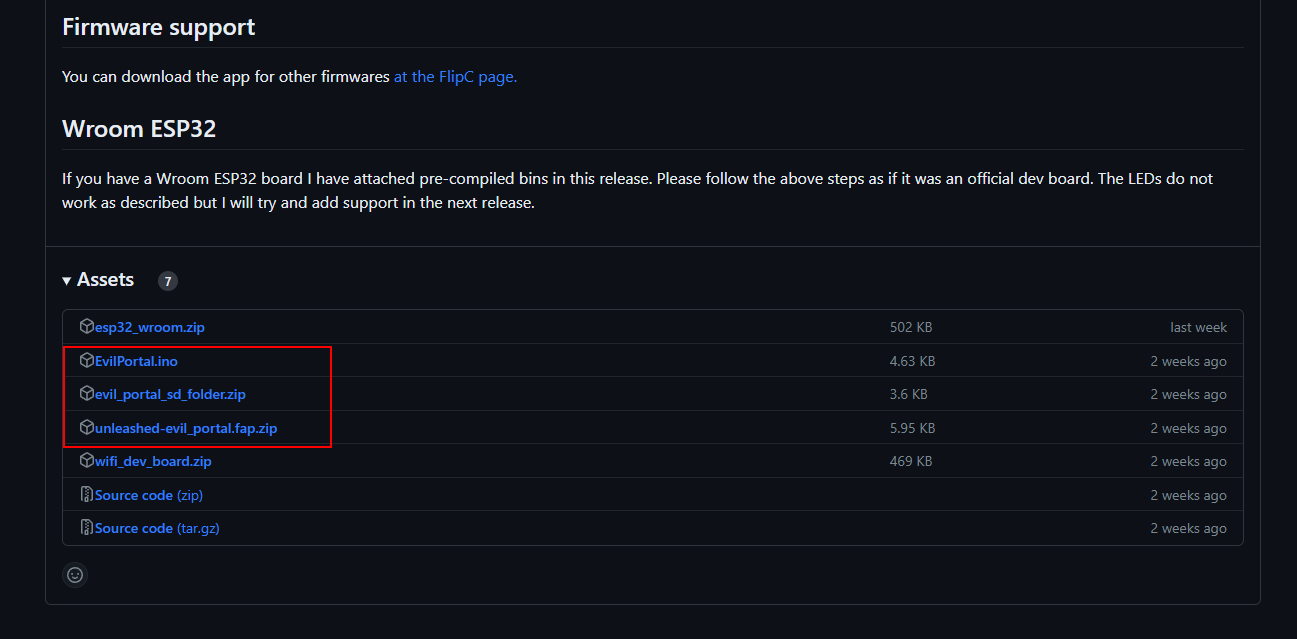 Firmware support
You can download the app for other firmwares at the FlipC page.
Wroom ESP32
If you have a Wroom ESP32 board I have attached pre-compiled bins in this release. Please follow the above steps as if it was an official dev board. The LEDs do not
work as described but I will try and add support in the next release.
Assets 7
esp32_wroom.zip 502 KB last week
EvilPortal.ino 4.63 KB 2 weeks ago
evil_portal_sd_folder.zip 3.6 KB 2 weeks ago
unleashed-evil_portal.fap.zip 5.95 KB 2 weeks ago
wifi_dev_board.zip 469 KB 2 weeks ago
Source code (zip) 2 weeks ago
Source code (tar.gz) 2 weeks ago